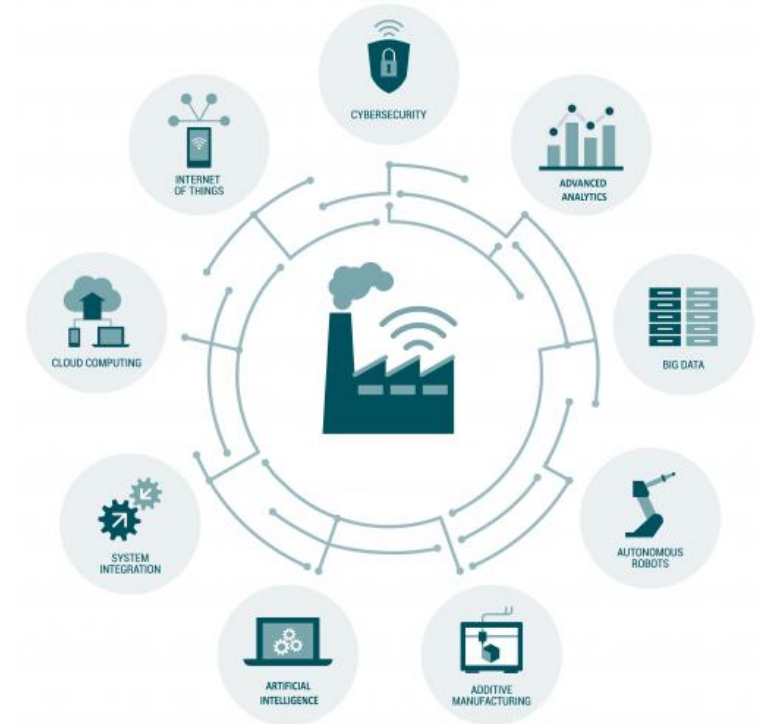 CYBERSECURITY
ADVANCED
ANALYTICS
BIG DATA
AUTONOMOUS
ROBOTS
ADDITIVE
MANUFACTURING
ARTIFICIAL
INTELLIGENCE
SYSTEM
INTEGRATION
CLOUD COMPUTING
INTERNET
OF THINGS